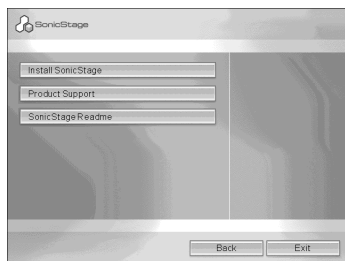 SonicStage
Install SonicStage
Product Support
SonicStage Readme
Back
Exit